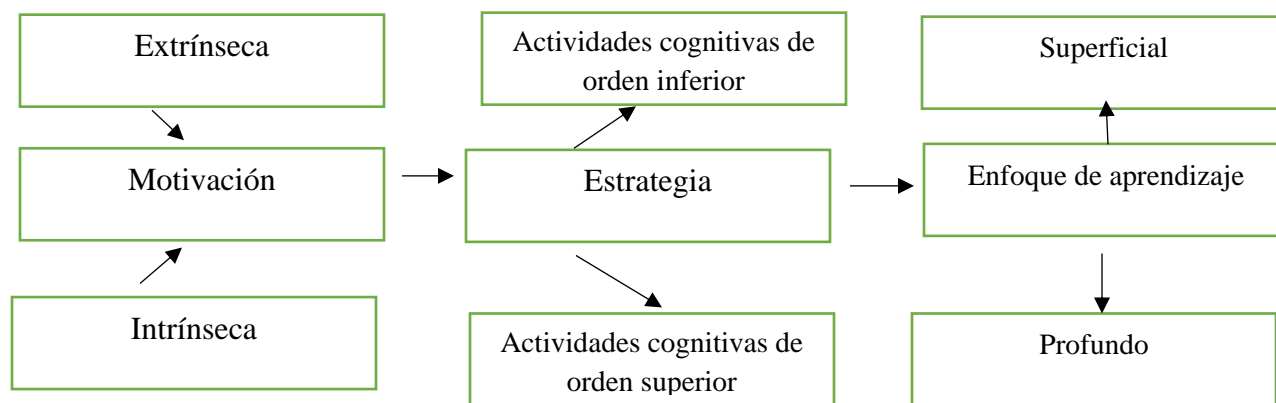 Extrínseca
Actividades cognitivas de
orden inferior
Superficial
Motivación
Estrategia
Enfoque de aprendizaje
Intrínseca
Actividades cognitivas de
orden superior
Profundo